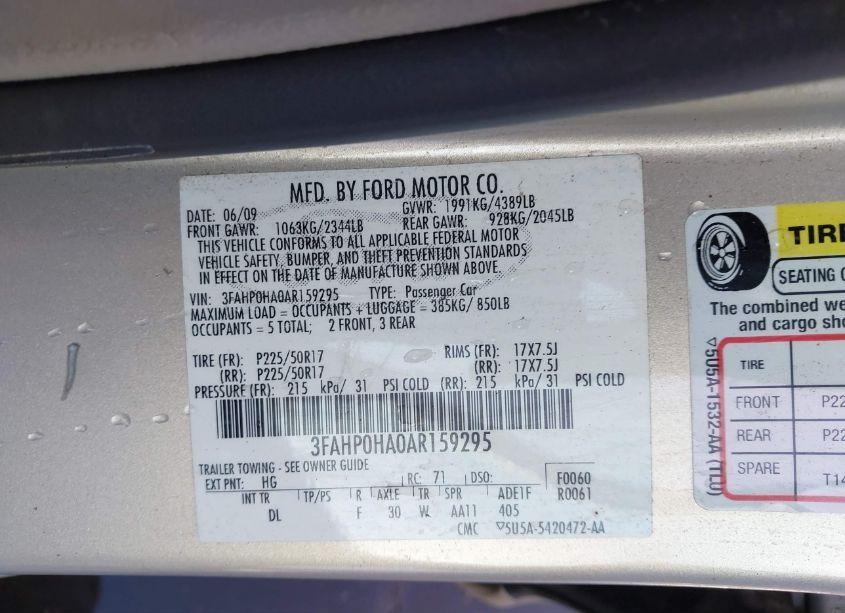 MFD. BY FORD MOTOR CO.
DATE: 06/09 GVWR: 1991KG/4389LB
FRONT GAWR: 1063KG/2344LB REAR GAWR: 928KG/2045LB
THIS VEHICLE CONFORMS TO ALL APPLICABLE FEDERAL MOTOR
VEHICLE SAFETY, BUMPER, AND THEFT PREVENTION STANDARDS
IN EFFECT ON THE DATE OF MANUFACTURE SHOWN ABOVE.
VIN: 3FAHP0HA0AR159295 TYPE: Passenger Car
MAXIMUM LOAD = OCCUPANTS + LUGGAGE = 385KG/ 850LB
OCCUPANTS = 5 TOTAL; 2 FRONT, 3 REAR
TIRE (FR): P225/50R17 RIMS (FR): 17X7.5J
(RR): P225/50R17 (RR): 17X7.5J
PRESSURE (FR): 215 kPa/ 31 PSI COLD (RR): 215 kPa/ 31 PSI COLD
3FAHP0HA0AR159295
TRAILER TOWING - SEE OWNER GUIDE
EXT PNT: HG RC: 71 DSO: F0060
R0061
INT TR TP/PS R AXLE TR SPR ADE1F
DL F 30 W AA11 405
CMC ▽5U5A-5420472-AA
TIRE
SEATING
The combined
and cargo
▽5U5A-1532-AA (TLU)
TIRE
FRONT P22
REAR P22
SPARE T14